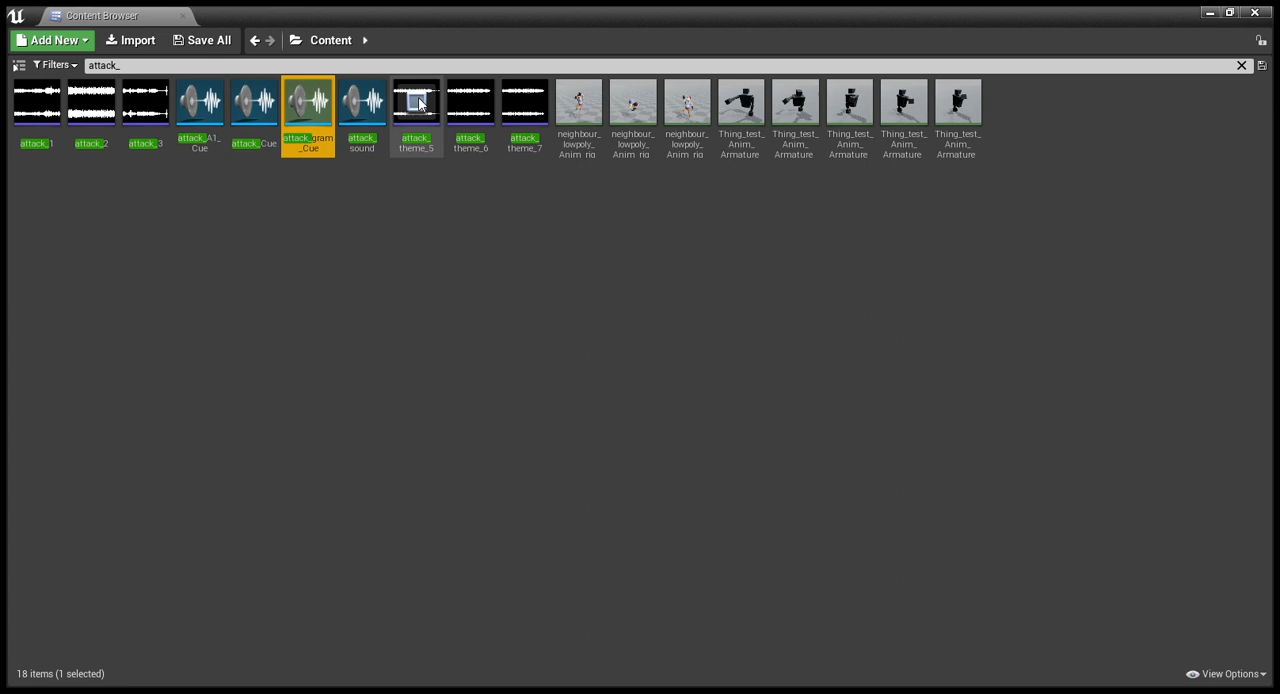 Content Browser
Add New
Import
Save All
Content
Filters
attack_
attack_1
attack_2
attack_3
attack_A1_
Cue
attack_Cue
attack_gram
_Cue
attack_
sound
attack_
theme_5
attack_
theme_6
attack_
theme_7
neighbour_
lowpoly_
Anim_rig
neighbour_
lowpoly_
Anim_rig
neighbour_
lowpoly_
Anim_rig
Thing_test_
Anim_
Armature
Thing_test_
Anim_
Armature
Thing_test_
Anim_
Armature
Thing_test_
Anim_
Armature
Thing_test_
Anim_
Armature
18 items (1 selected)
View Options